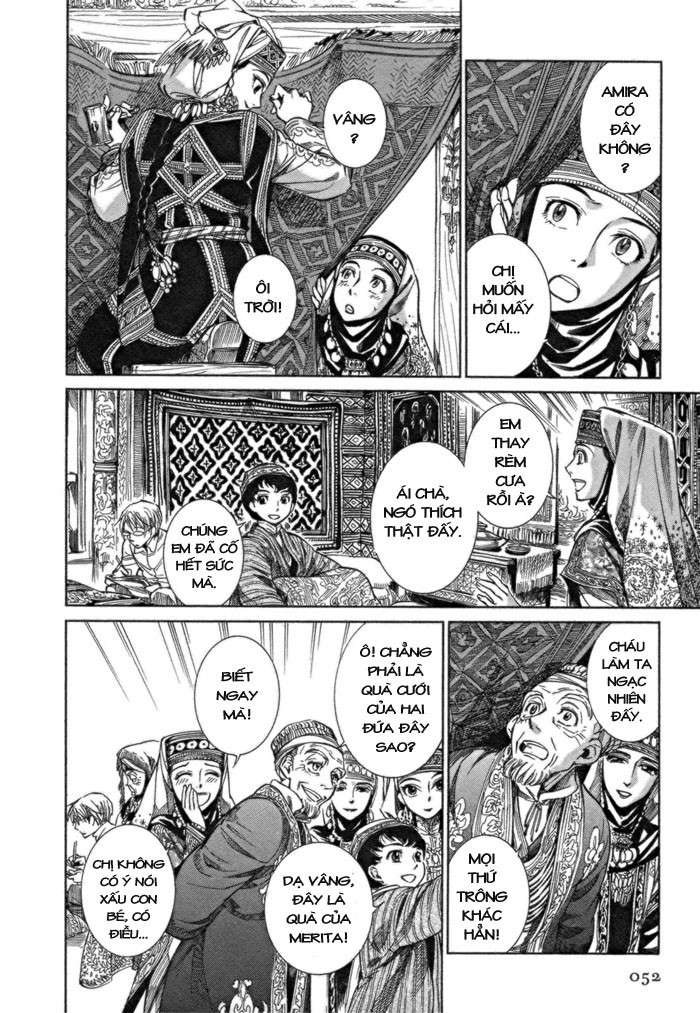 AMIRA
CÓ
ĐÂY
KHÔNG
?
CHỊ
MUỐN
HỎI MẤY
CÁI...
VÂNG
?
ÔI
TRỜI!
EM
THAY
RÈM
CƯA
RỒI À?
ÁI CHÀ,
NGÓ THÍCH
THẬT ĐẤY.
CHÚNG
EM ĐÃ CỐ
HẾT SỨC
MÁ.
CHÁU
LÀM TA
NGẠC
NHIÊN
ĐẤY.
MỌI
THỨ
TRÔNG
KHÁC
HẲN!
Ồ! CHẲNG
PHẢI LÀ
QUÀ CƯỚI
CỦA HAI
ĐỨA ĐÂY
SAO?
BIẾT
NGAY
MÀ!
DẠ VÂNG,
ĐÂY LÀ
QUÀ CỦA
MERITA!
CHỊ KHÔNG
CÓ Ý NÓI
XẤU CON
BÉ, CÓ
ĐIỀU...
052